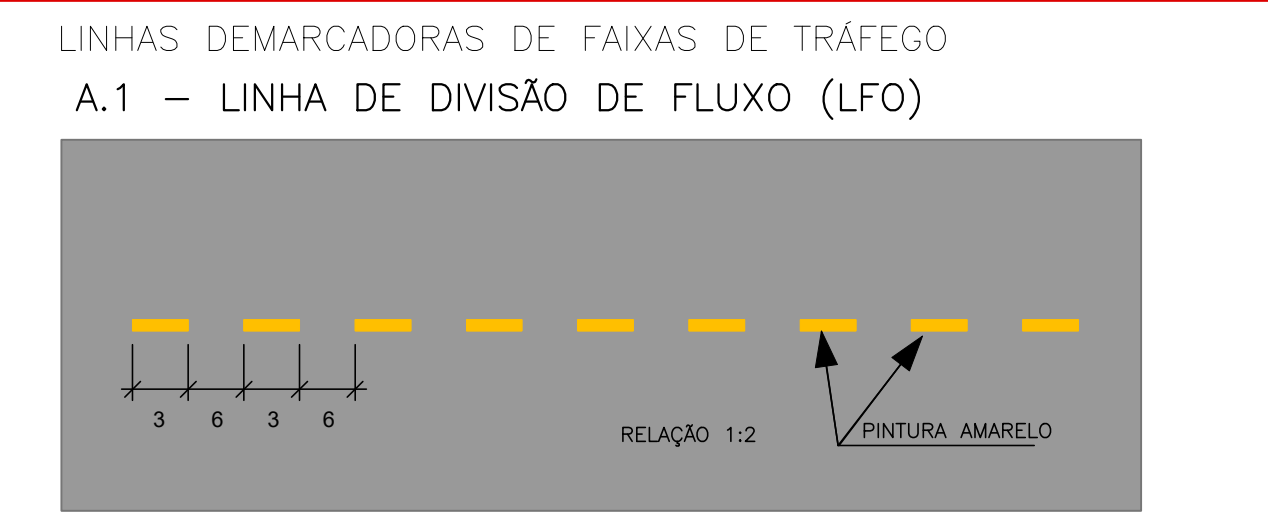 LINHAS DEMARCADORAS DE FAIXAS DE TRÁFEGO
A.1 – LINHA DE DIVISÃO DE FLUXO (LFO)
3 6 3 6
RELAÇÃO 1:2
PINTURA AMARELO